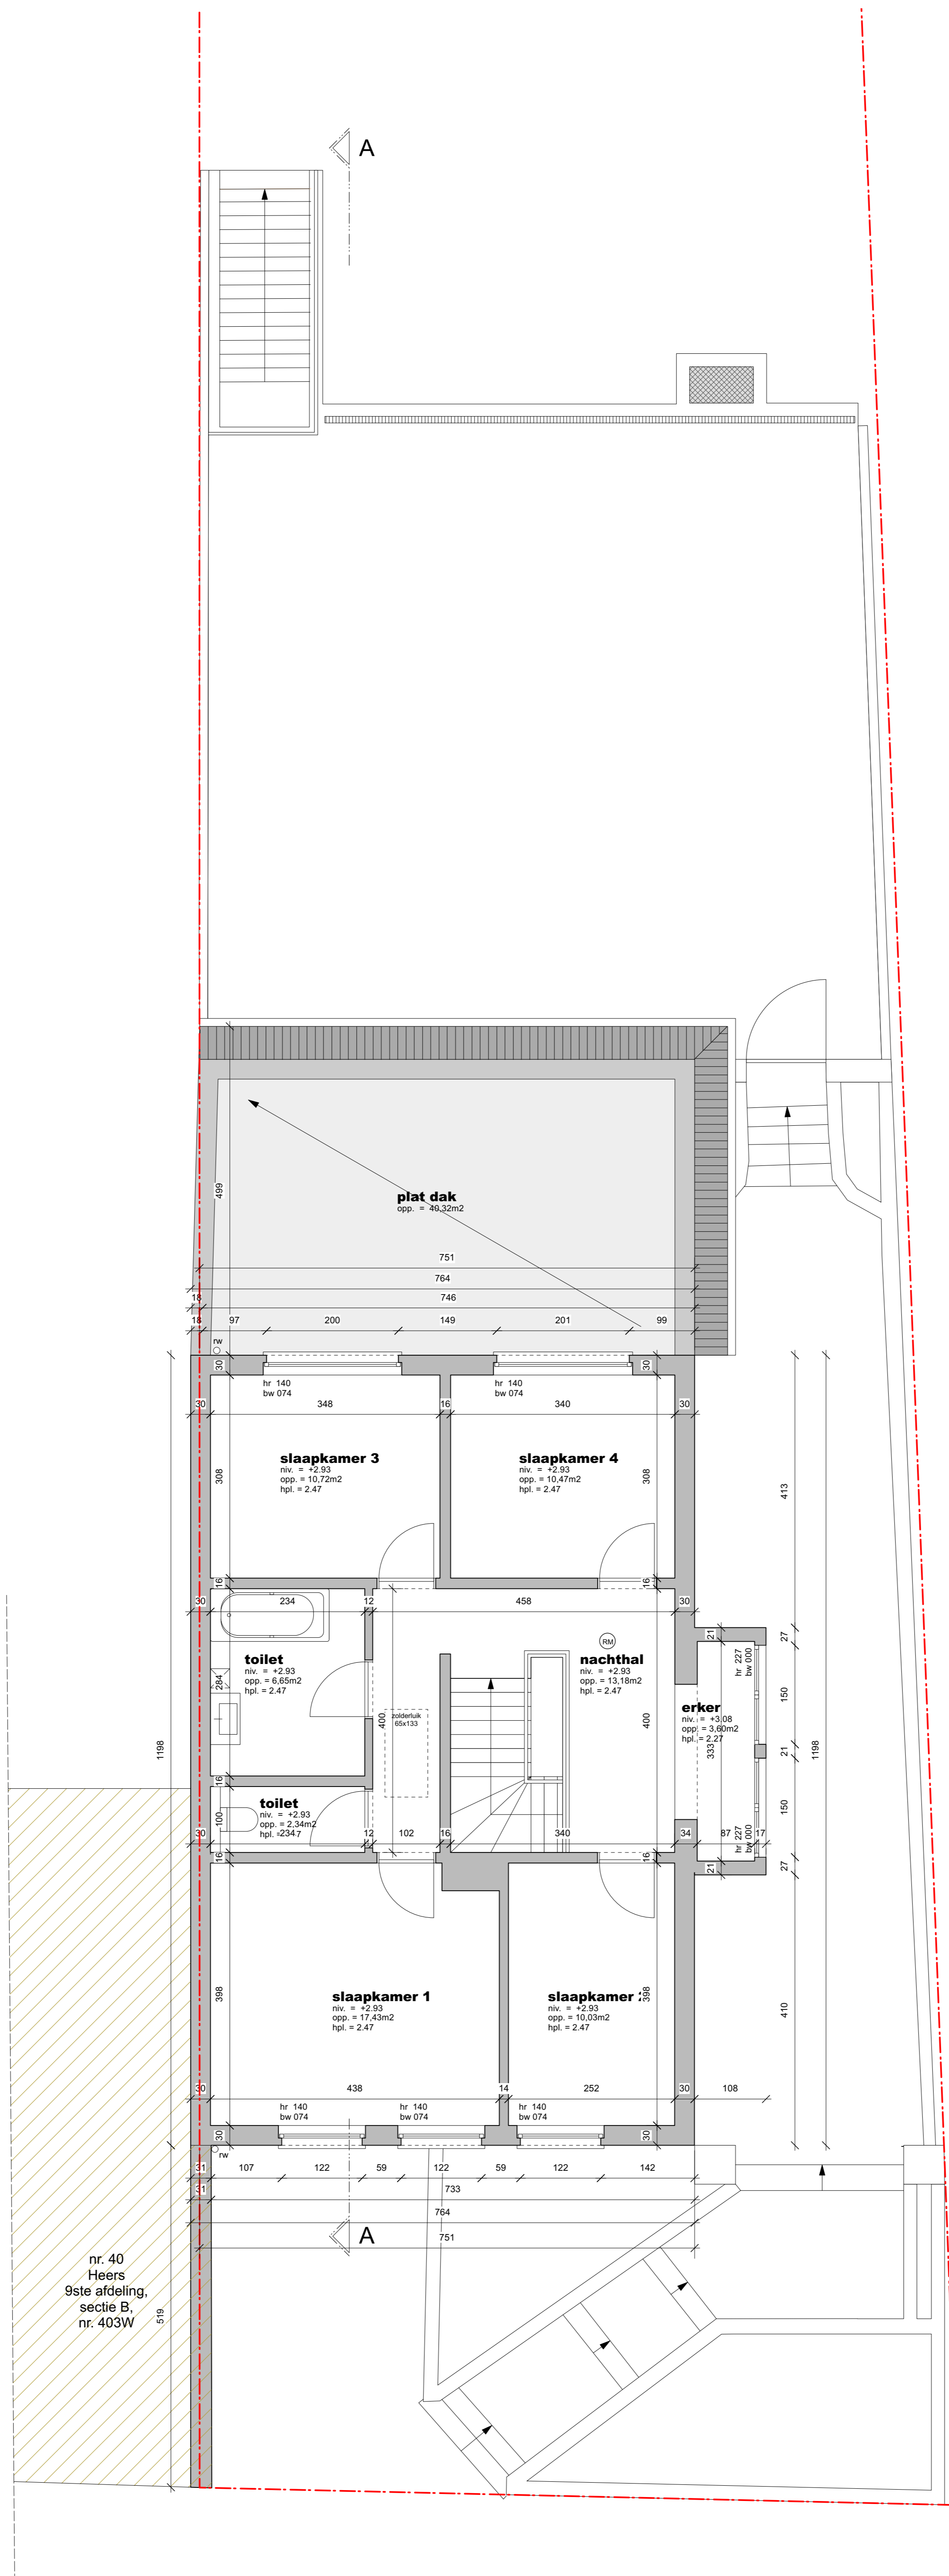 A
plat dak
opp. = 40,32m2
499
751
764
18
746
18
97
200
149
201
99
rw
30
30
hr 140
bw 074
hr 140
bw 074
30
348
16
340
30
slaapkamer 3
niv. = +2.93
opp. = 10,72m2
hpl. = 2.47
slaapkamer 4
niv. = +2.93
opp. = 10,47m2
hpl. = 2.47
308
308
413
16
16
30
234
12
458
30
27
21
RM
toilet
niv. = +2.93
opp. = 6,65m2
hpl. = 2.47
nachthal
niv. = +2.93
opp. = 13,18m2
hpl. = 2.47
hr 227
bw 000
284
150
erker
niv. = +3.08
opp. = 3,60m2
hpl. = 2.27
zolderluik
65x133
400
400
333
21
1198
1198
16
toilet
niv. = +2.93
opp. = 2,34m2
hpl. =
100
150
hr 227
bw 000
30
234
12
102
16
340
34
87
17
16
16
21
27
slaapkamer 1
niv. = +2.93
opp. = 17,43m2
hpl. = 2.47
slaapkamer
niv. = +2.93
opp. = 10,03m2
hpl. = 2.47
398
398
410
30
438
14
252
30
108
hr 140
bw 074
hr 140
bw 074
hr 140
bw 074
30
30
rw
31
107
122
59
122
59
122
142
31
733
764
A
751
nr. 40
Heers
9ste afdeling,
sectie B,
nr. 403W
519